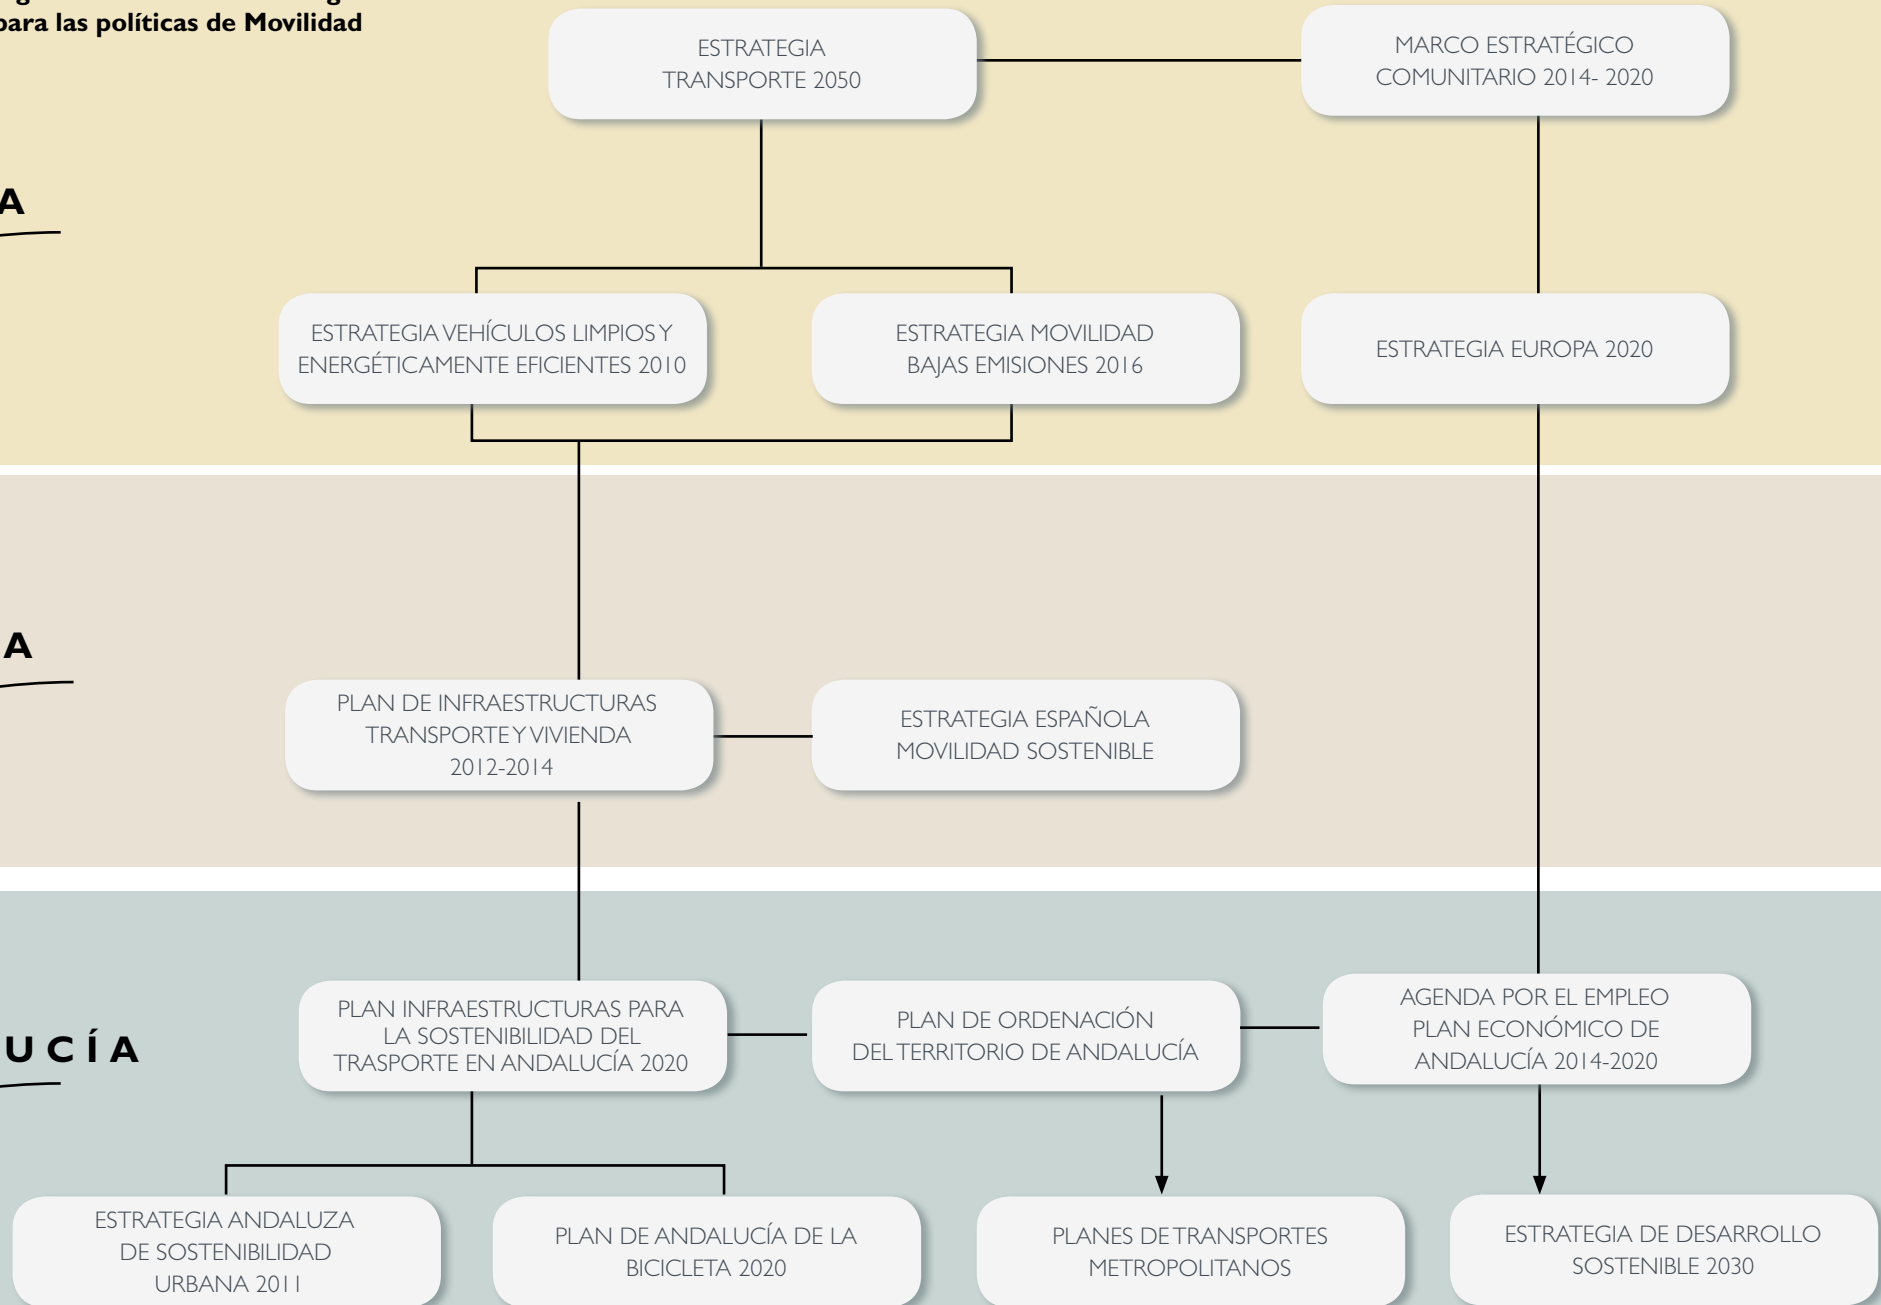 para las políticas de Movilidad
ESTRATEGIA
TRANSPORTE 2050
MARCO ESTRATÉGICO
COMUNITARIO 2014- 2020
A
ESTRATEGIA VEHÍCULOS LIMPIOS Y
ENERGÉTICAMENTE EFICIENTES 2010
ESTRATEGIA MOVILIDAD
BAJAS EMISIONES 2016
ESTRATEGIA EUROPA 2020
A
PLAN DE INFRAESTRUCTURAS
TRANSPORTE Y VIVIENDA
2012-2014
ESTRATEGIA ESPAÑOLA
MOVILIDAD SOSTENIBLE
UCÍA
PLAN INFRAESTRUCTURAS PARA
LA SOSTENIBILIDAD DEL
TRASPORTE EN ANDALUCÍA 2020
PLAN DE ORDENACIÓN
DEL TERRITORIO DE ANDALUCÍA
AGENDA POR EL EMPLEO
PLAN ECONÓMICO DE
ANDALUCÍA 2014-2020
ESTRATEGIA ANDALUZA
DE SOSTENIBILIDAD
URBANA 2011
PLAN DE ANDALUCÍA DE LA
BICICLETA 2020
PLANES DE TRANSPORTES
METROPOLITANOS
ESTRATEGIA DE DESARROLLO
SOSTENIBLE 2030